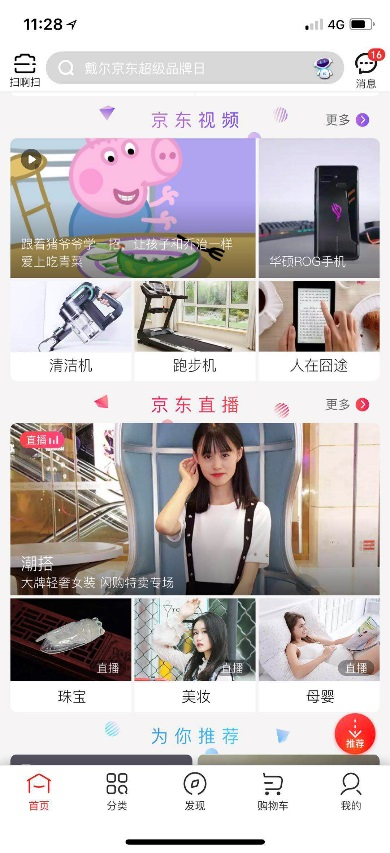 11:28
4G
扫啊扫
戴尔京东超级品牌日
16
消息
京东视频
更多
跟着猪爷爷学一招，让孩子和乔治一样
爱上吃青菜
华硕ROG手机
清洁机
跑步机
人在囧途
京东直播
更多
直播
潮搭
大牌轻奢女装 闪购特卖专场
直播
直播
直播
珠宝
美妆
母婴
为你推荐
推荐
首页
分类
发现
购物车
我的